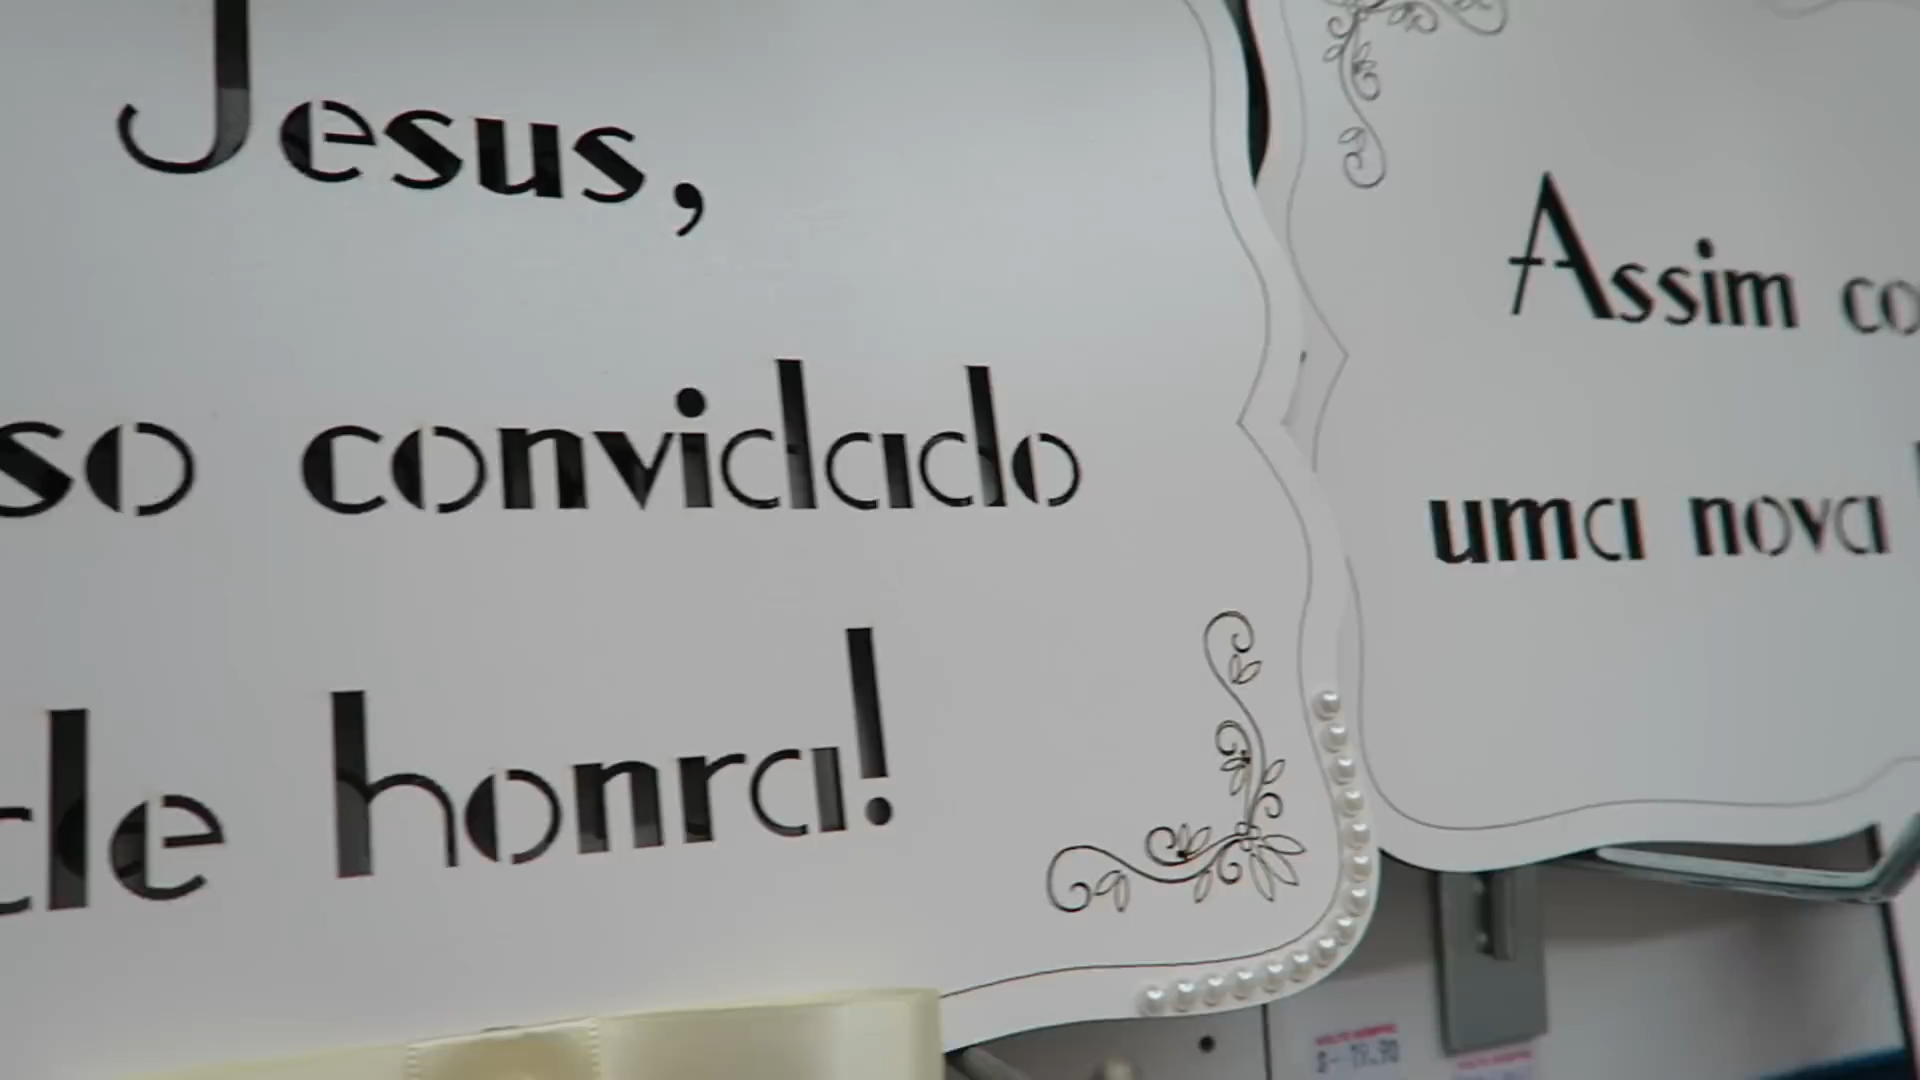 Jesus,
so convidado
de honra!
Assim co
uma nova